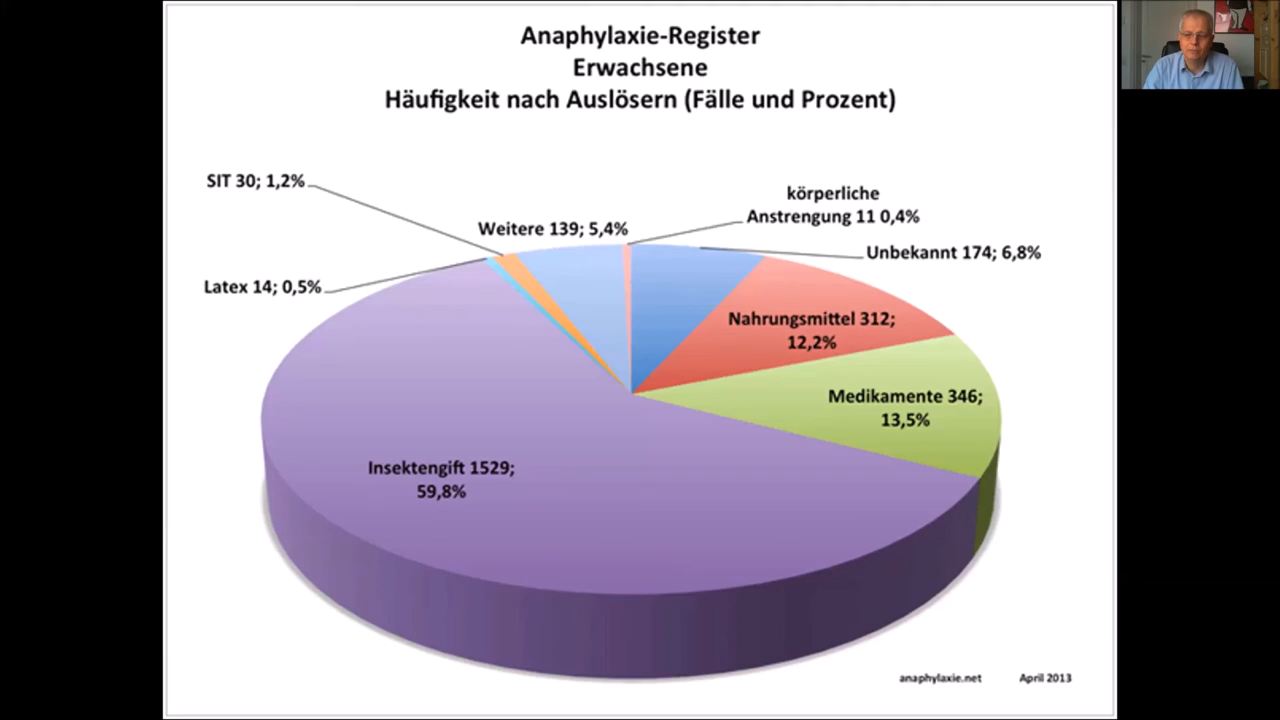 Anaphylaxie-Register
Erwachsene
Häufigkeit nach Auslösern (Fälle und Prozent)
SIT 30; 1,2%
körperliche
Anstrengung 11 0,4%
Weitere 139; 5,4%
Unbekannt 174; 6,8%
Latex 14; 0,5%
Nahrungsmittel 312;
12,2%
Medikamente 346;
13,5%
Insektengift 1529;
59,8%
anaphylaxie.net April 2013